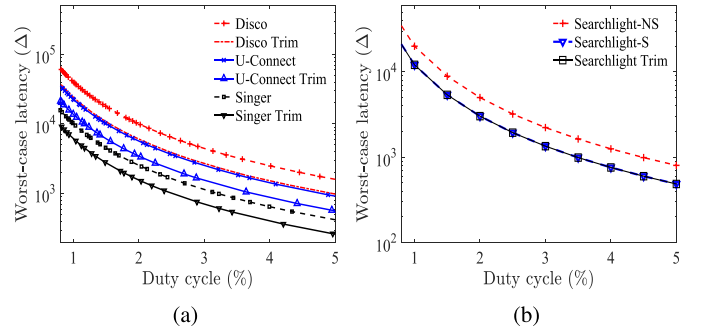 Disco
Disco Trim
U-Connect
U-Connect Trim
Singer
Singer Trim
Worst-case latency (Δ)
10^5
10^4
10^3
1 2 3 4 5
Duty cycle (%)
(a)
Searchlight-NS
Searchlight-S
Searchlight Trim
Worst-case latency (Δ)
10^4
10^3
10^2
1 2 3 4 5
Duty cycle (%)
(b)